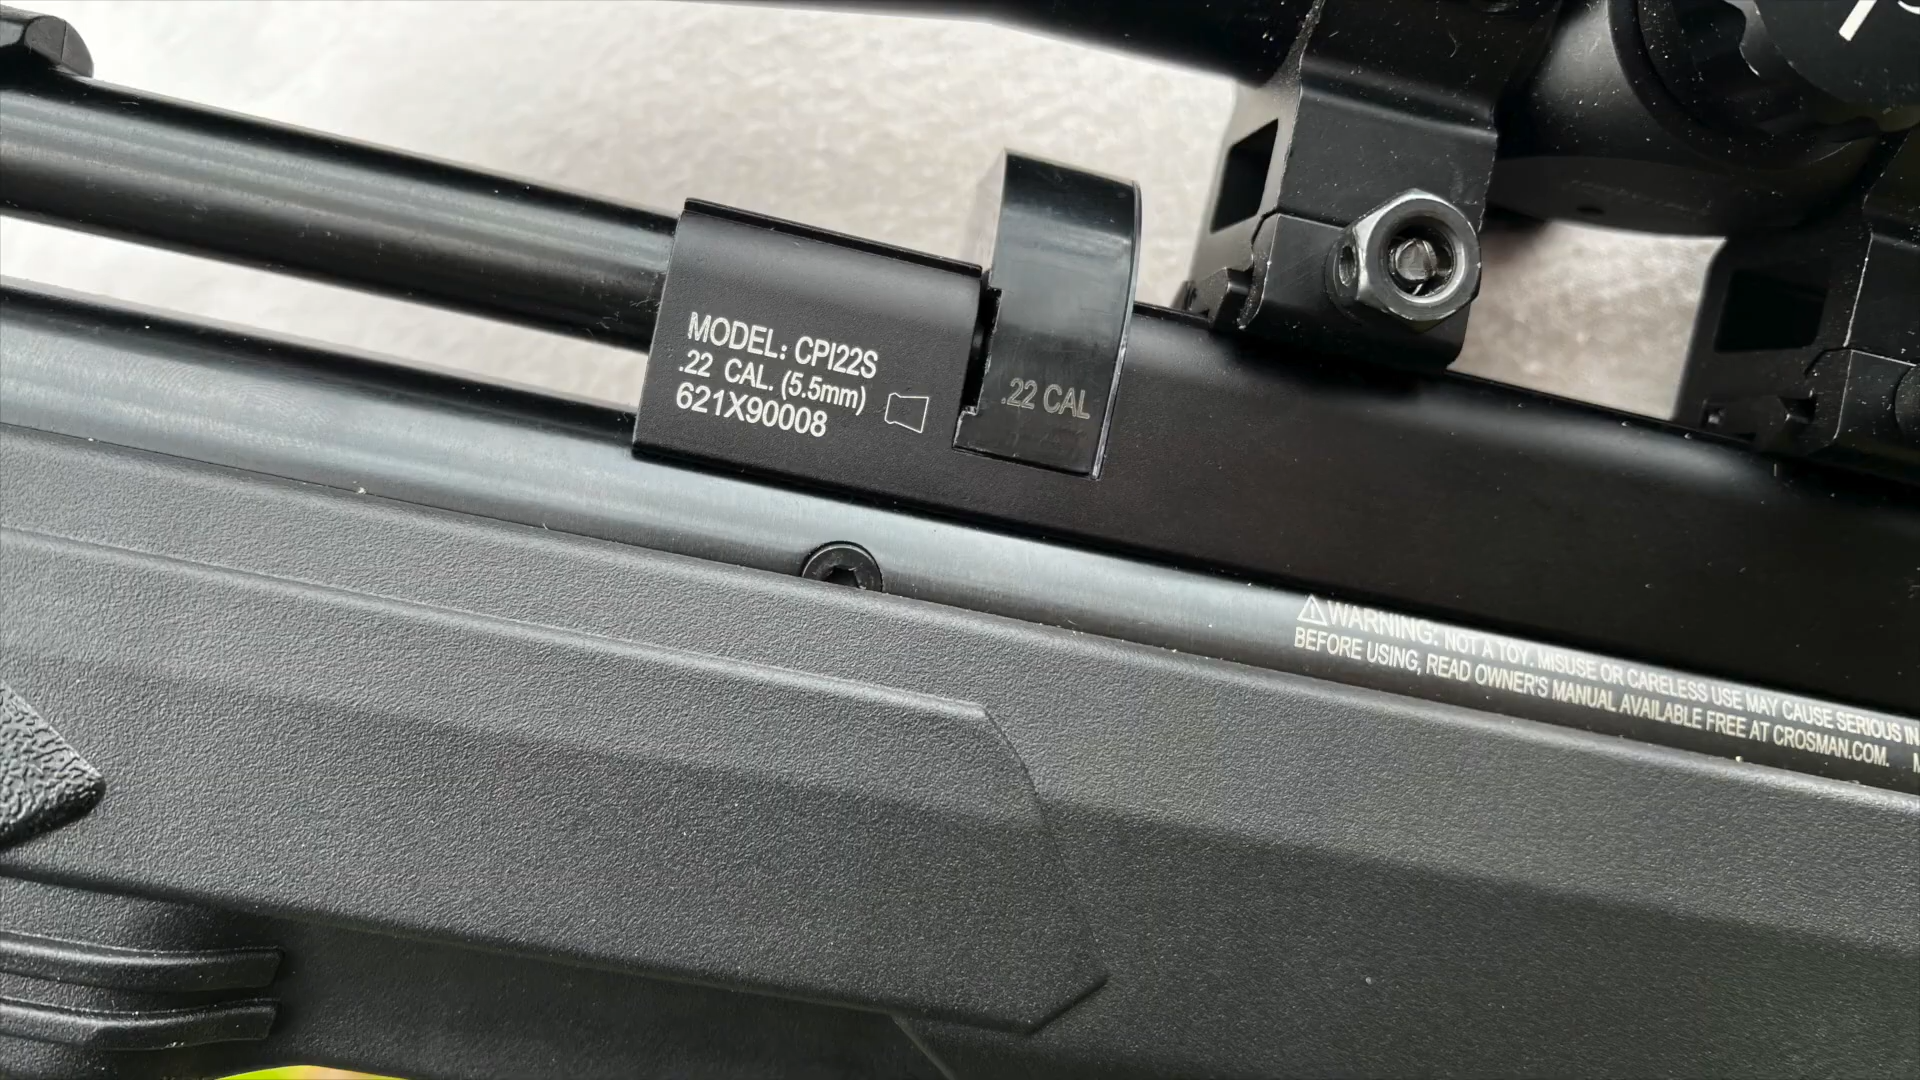 MODEL: CPI22S
.22 CAL. (5.5mm)
621X90008
.22 CAL
⚠WARNING: NOT A TOY. MISUSE OR CARELESS USE MAY CAUSE SERIOUS IN
BEFORE USING, READ OWNER'S MANUAL AVAILABLE FREE AT CROSMAN.COM. M